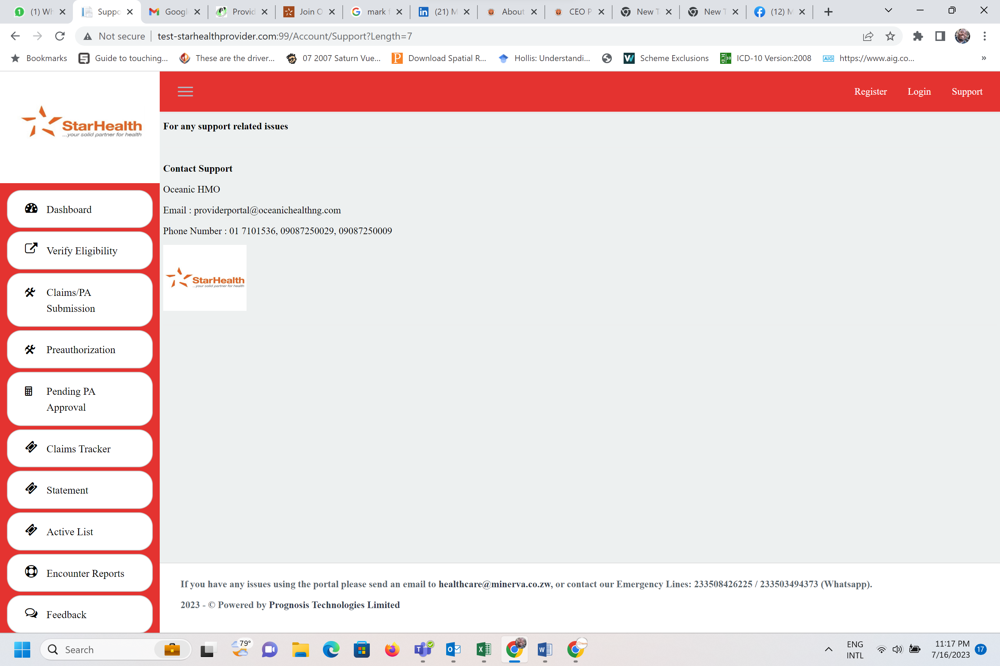 (1) Wh
Suppo
Googl
Provid
Join O
mark f
(21) M
About
CEO P
New T
New T
(12) M
Not secure
test-starhealthprovider.com:99/Account/Support?Length=7
Bookmarks
Guide to touching...
These are the driver...
07 2007 Saturn Vue...
Download Spatial R...
Hollis: Understandi...
Scheme Exclusions
ICD-10 Version:2008
https://www.aig.co...
»
Register
Login
Support
StarHealth
...your solid partner for health
Dashboard
Verify Eligibility
Claims/PA
Submission
Preauthorization
Pending PA
Approval
Claims Tracker
Statement
Active List
Encounter Reports
Feedback
For any support related issues
Contact Support
Oceanic HMO
Email : providerportal@oceanichealthng.com
Phone Number : 01 7101536, 09087250029, 09087250009
StarHealth
...your solid partner for health
If you have any issues using the portal please send an email to healthcare@minerva.co.zw, or contact our Emergency Lines: 233508426225 / 233503494373 (Whatsapp).
2023 - © Powered by Prognosis Technologies Limited
Search
79°
ENG
INTL
11:17 PM
7/16/2023
17